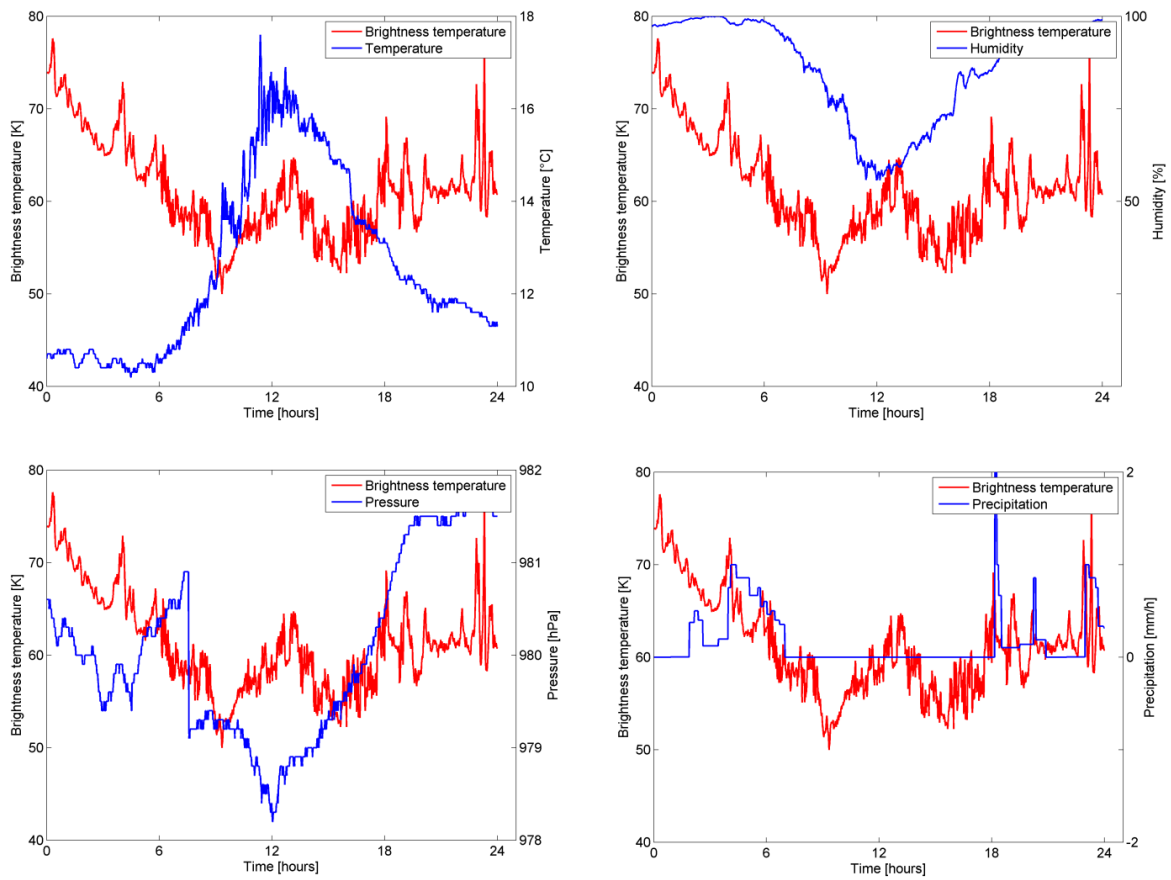 80
70
60
50
40
Brightness temperature [K]
Brightness temperature
Temperature
18
16
14
12
10
Temperature [°C]
0
6
12
18
24
Time [hours]
80
70
60
50
40
Brightness temperature [K]
Brightness temperature
Humidity
100
50
Humidity [%]
0
6
12
18
24
Time [hours]
80
70
60
50
40
Brightness temperature [K]
Brightness temperature
Pressure
982
981
980
979
978
Pressure [hPa]
0
6
12
18
24
Time [hours]
80
70
60
50
40
Brightness temperature [K]
Brightness temperature
Precipitation
2
0
-2
Precipitation [mm/h]
0
6
12
18
24
Time [hours]